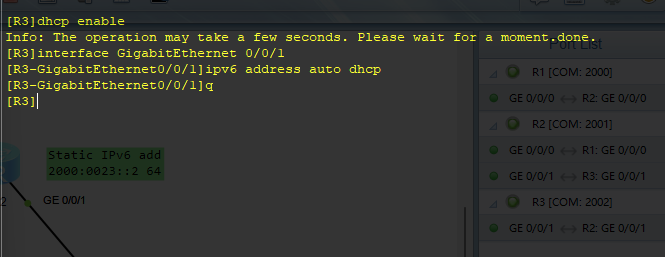 [R3]dhcp enable
Info: The operation may take a few seconds. Please wait for a moment.done.
[R3]interface GigabitEthernet 0/0/1
[R3-GigabitEthernet0/0/1]ipv6 address auto dhcp
[R3-GigabitEthernet0/0/1]q
[R3]
Static IPv6 add
2000:0023::2 64
2
GE 0/0/1
Port List
R1 [COM: 2000]
GE 0/0/0 ↔ R2: GE 0/0/0
R2 [COM: 2001]
GE 0/0/0 ↔ R1: GE 0/0/0
GE 0/0/1 ↔ R3: GE 0/0/1
R3 [COM: 2002]
GE 0/0/1 ↔ R2: GE 0/0/1